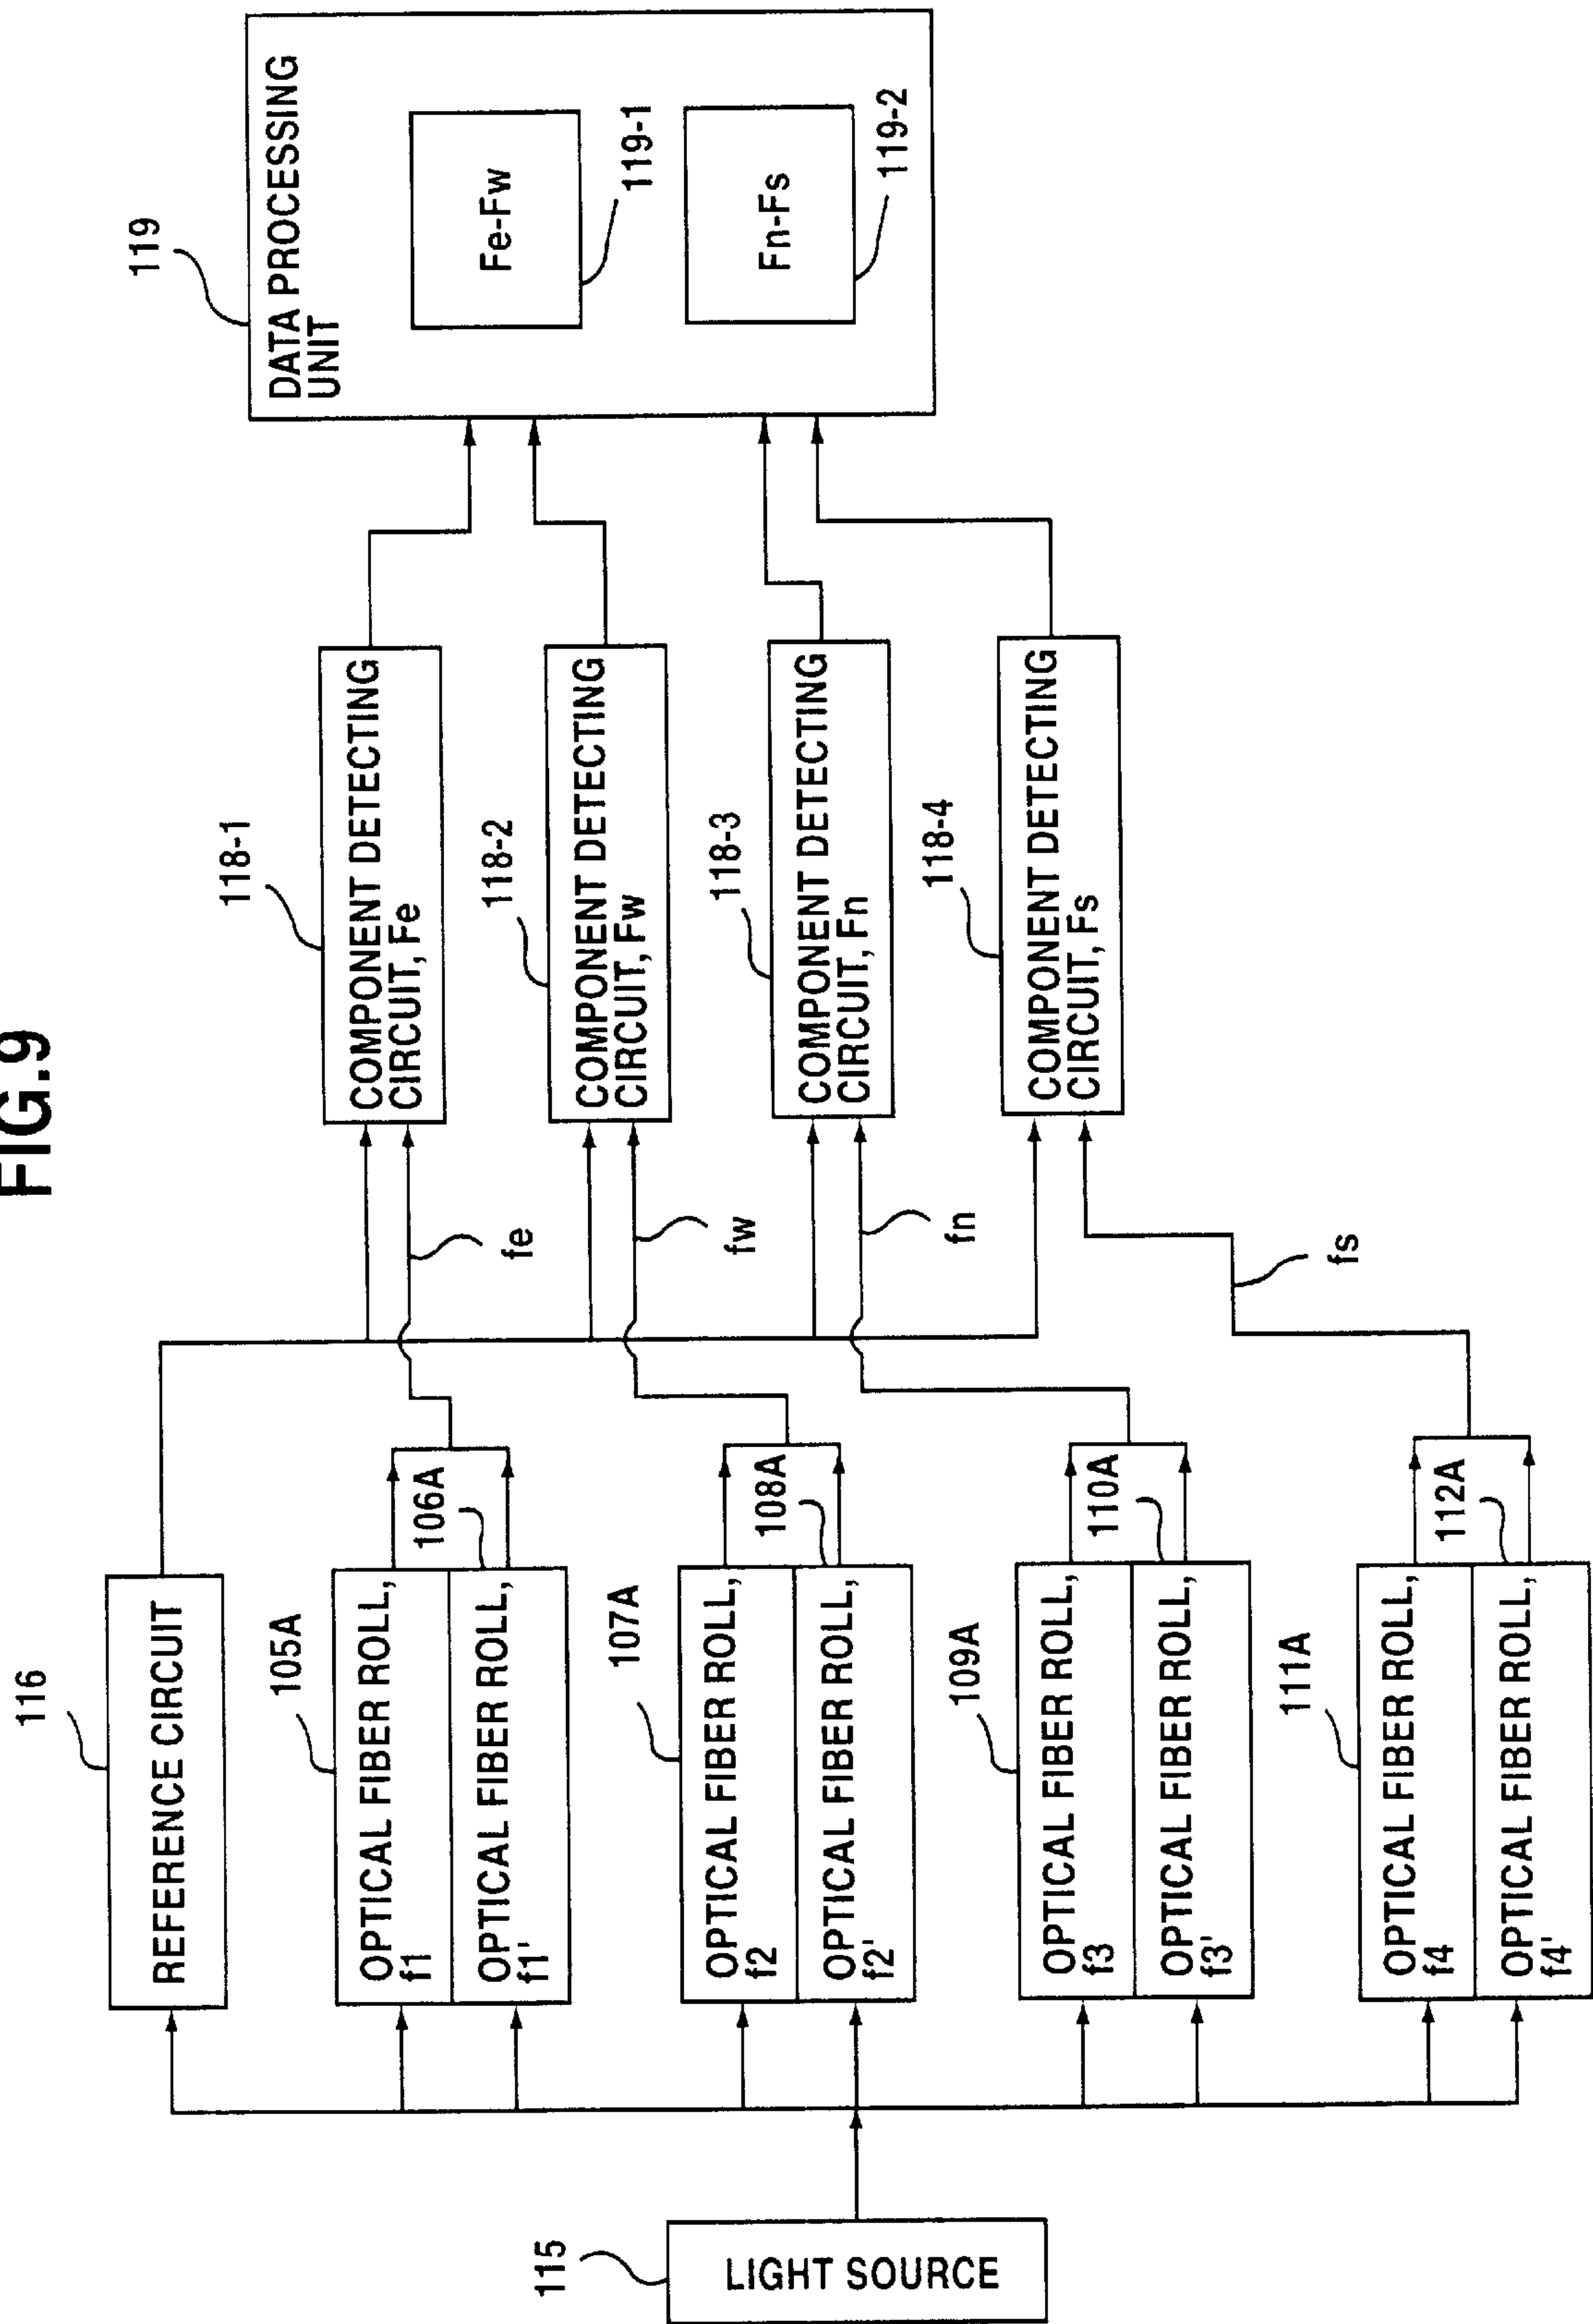 FIG.9
115
LIGHT SOURCE
116
REFERENCE CIRCUIT
105A
OPTICAL FIBER ROLL,
f1
106A
OPTICAL FIBER ROLL,
f1'
107A
OPTICAL FIBER ROLL,
f2
108A
OPTICAL FIBER ROLL,
f2'
109A
OPTICAL FIBER ROLL,
f3
110A
OPTICAL FIBER ROLL,
f3'
111A
OPTICAL FIBER ROLL,
f4
112A
OPTICAL FIBER ROLL,
f4'
fe
fw
fn
fs
118-1
COMPONENT DETECTING
CIRCUIT, Fe
118-2
COMPONENT DETECTING
CIRCUIT, Fw
118-3
COMPONENT DETECTING
CIRCUIT, Fn
118-4
COMPONENT DETECTING
CIRCUIT, Fs
119
DATA PROCESSING
UNIT
Fe-Fw
119-1
Fn-Fs
119-2